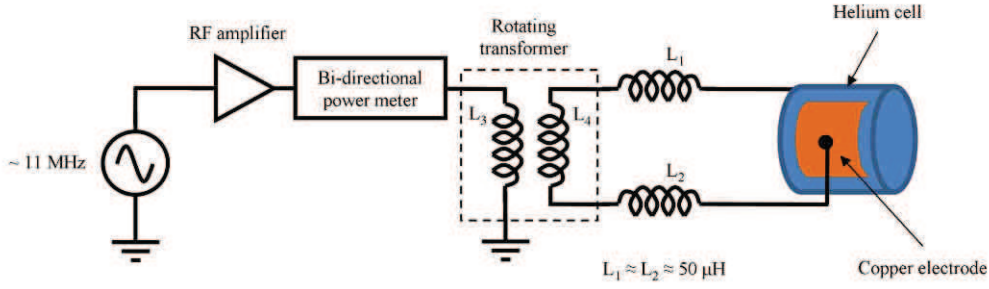 Helium cell
RF amplifier
Rotating
transformer
L₁
Bi-directional
power meter
L₃
L₄
~ 11 MHz
L₂
L₁ ≈ L₂ ≈ 50 μH
Copper electrode